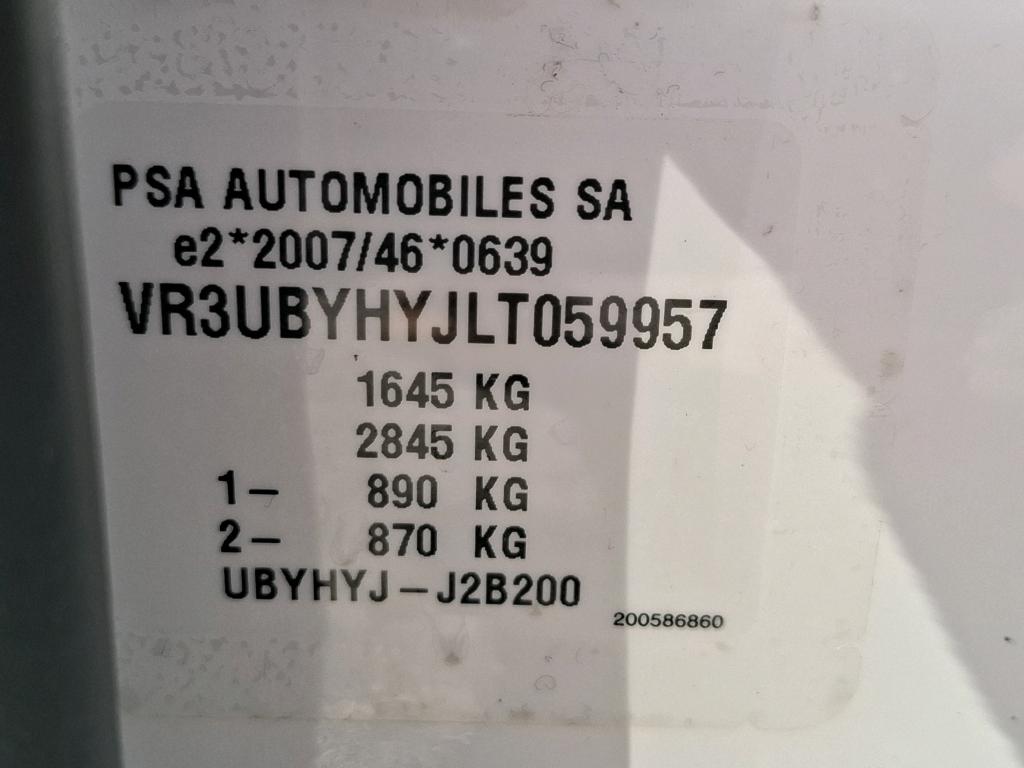 PSA AUTOMOBILES SA
e2*2007/46*0639
VR3UBYHYJLT059957
1645 KG
2845 KG
1- 890 KG
2- 870 KG
UBYHYJ-J2B200
200586860